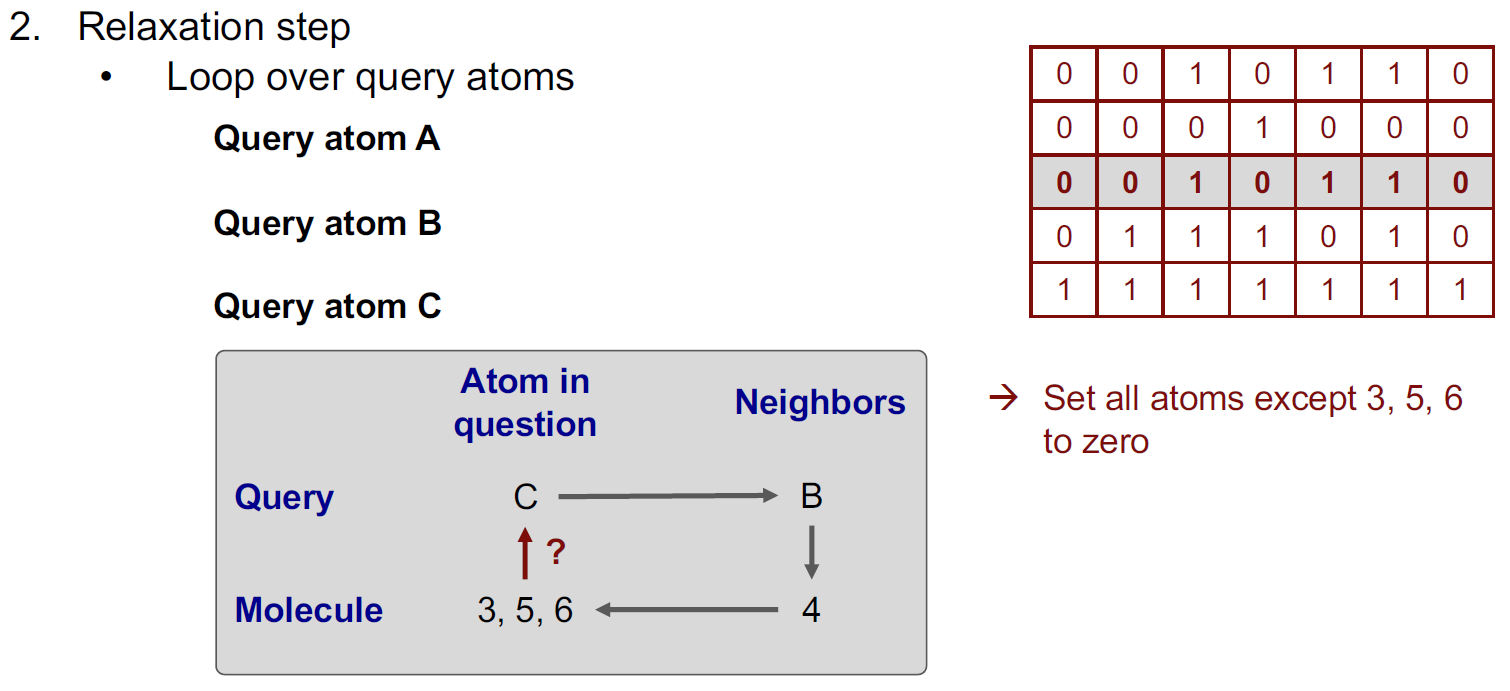 2. Relaxation step
• Loop over query atoms
Query atom A
Query atom B
Query atom C
0 0 1 0 1 1 0
0 0 0 1 0 0 0
0 0 1 0 1 1 0
0 1 1 1 0 1 0
1 1 1 1 1 1 1
Atom in
question
Neighbors
Query C B
?
Molecule 3, 5, 6 4
→ Set all atoms except 3, 5, 6
to zero